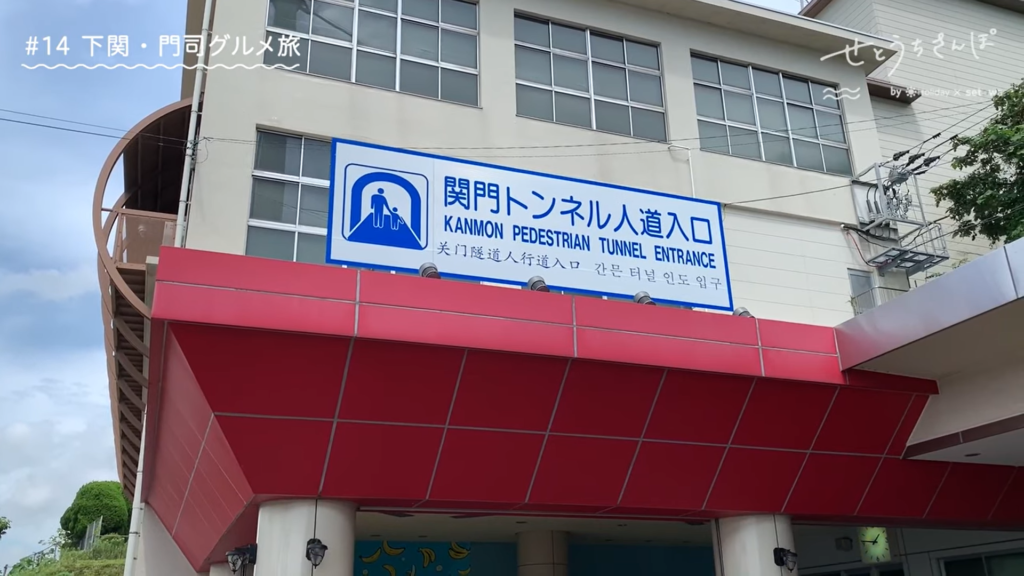 #14 下関・門司グルメ旅
せとうちさんぽ
関門トンネル人道入口
KANMON PEDESTRIAN TUNNEL ENTRANCE
关门隧道人行道入口 간몬 터널 인도 입구